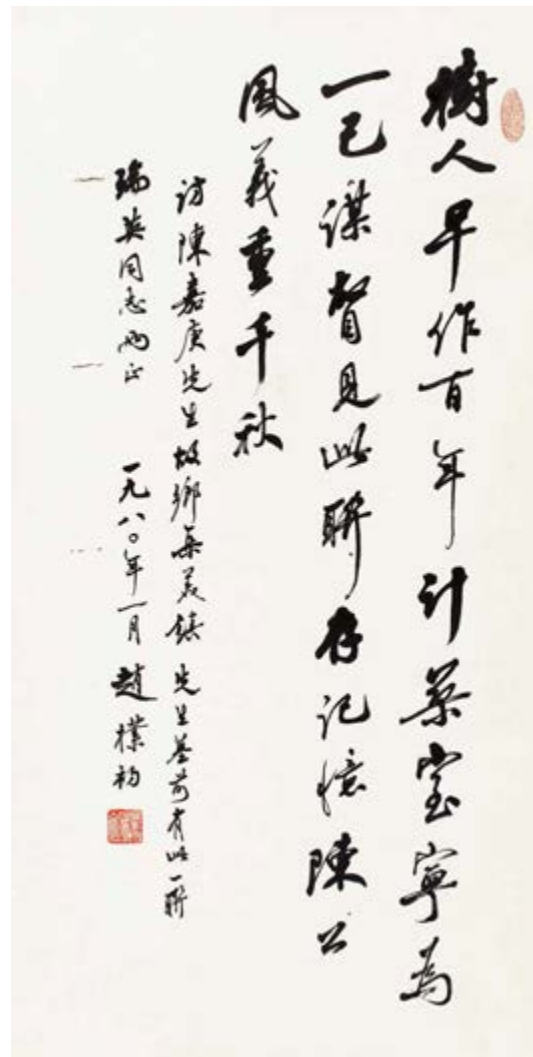 樹人早作百年計築室寧為
一己謀見此聯存記憶陳公
風義重千秋
訪陳嘉庚先生故鄉集美鎮 先生墓前有此一聯
瑞英同志兩正 一九八〇年一月 趙樸初